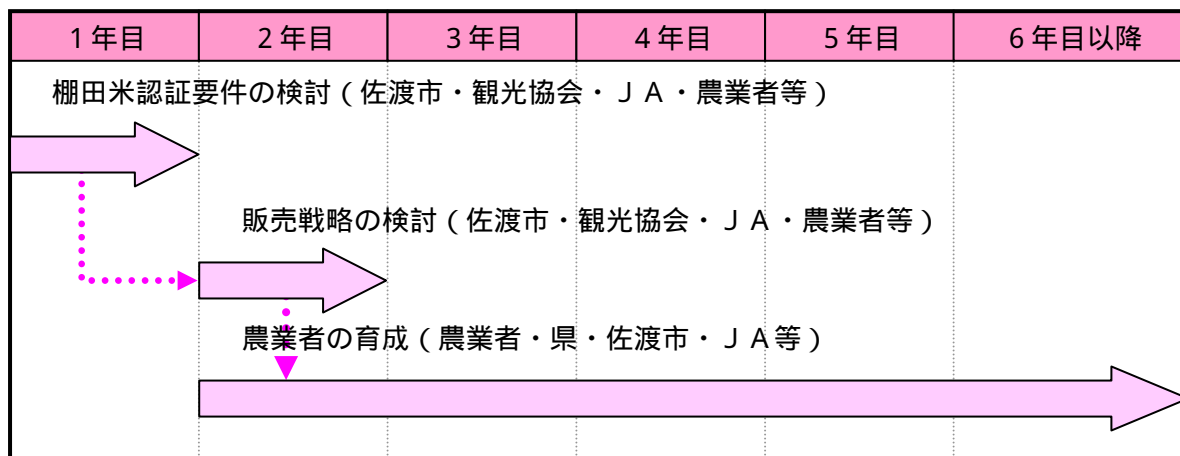 1年目 2年目 3年目 4年目 5年目 6年目以降
棚田米認証要件の検討(佐渡市・観光協会・JA・農業者等)
販売戦略の検討(佐渡市・観光協会・JA・農業者等)
農業者の育成(農業者・県・佐渡市・JA等)